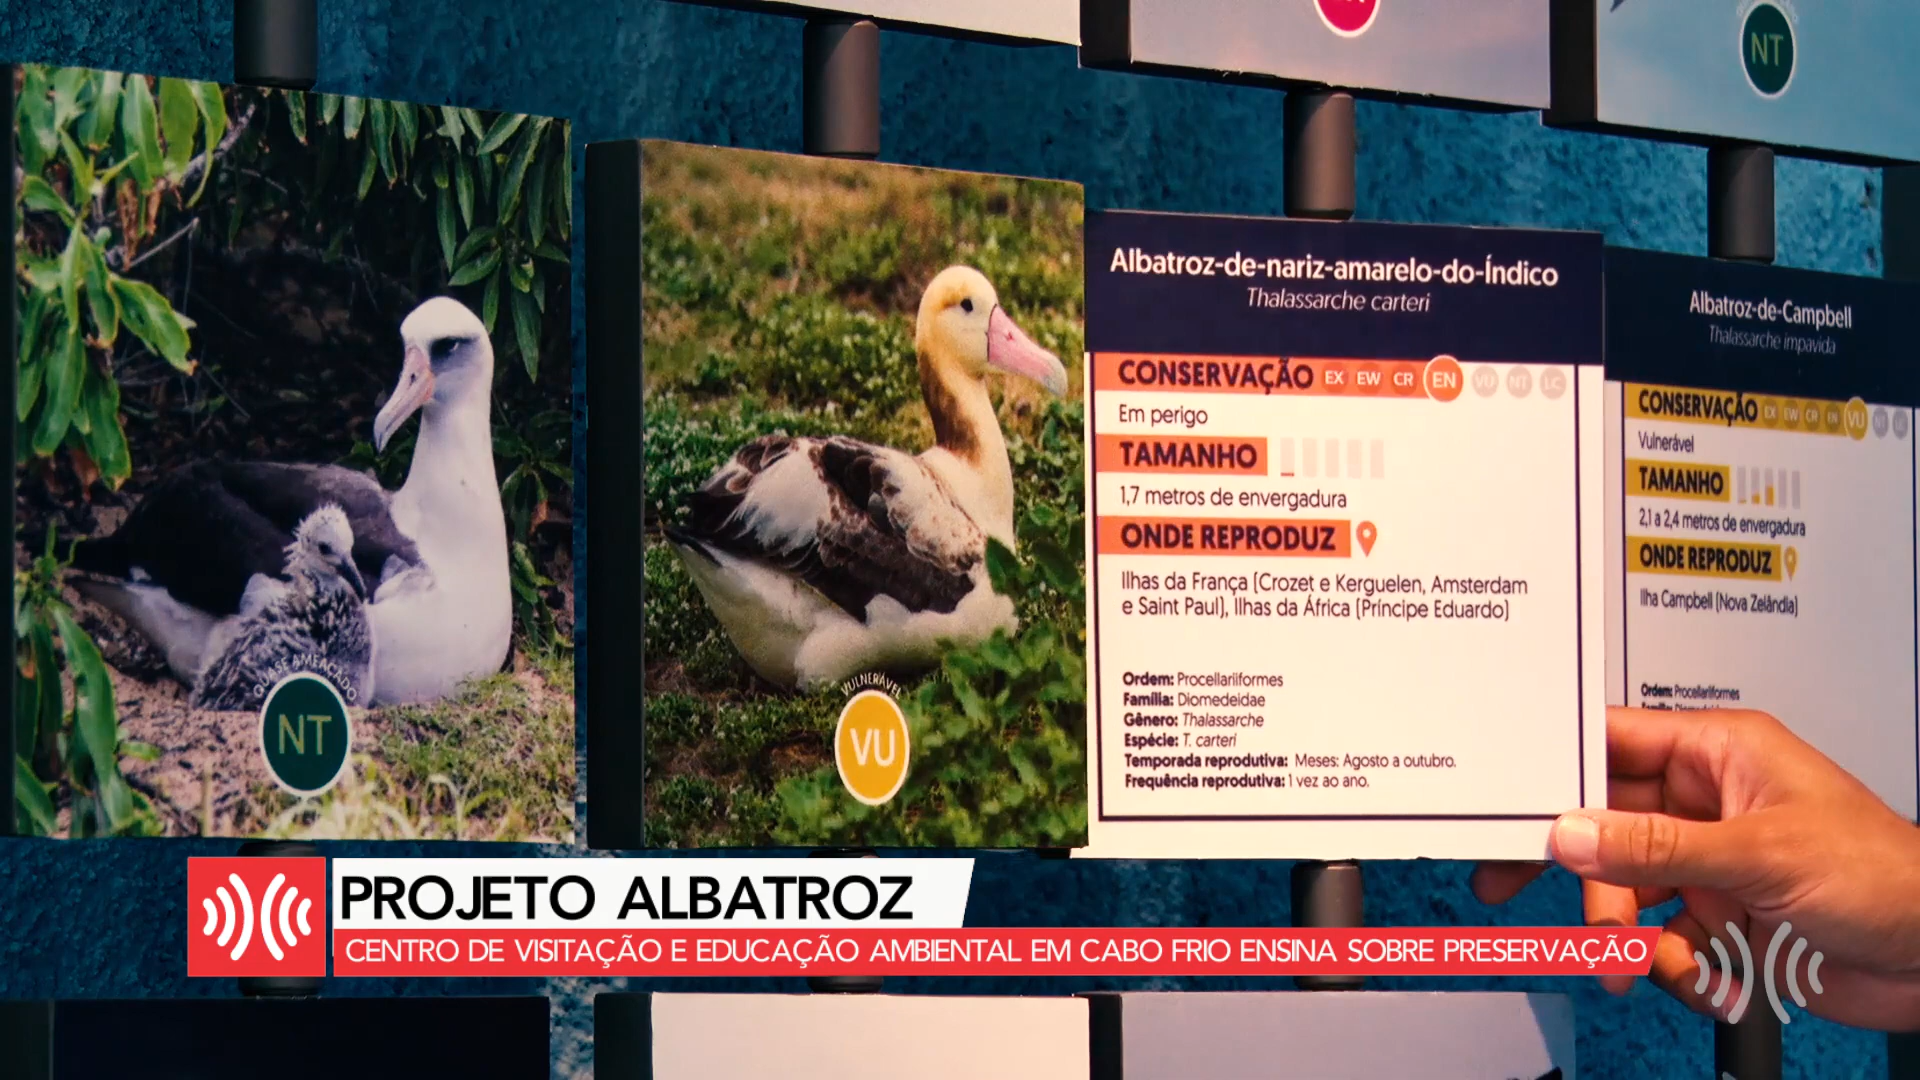 NT
QUASE AMEAÇADO
NT
VULNERÁVEL
VU
Albatroz-de-nariz-amarelo-do-Índico
Thalassarche carteri
CONSERVAÇÃO EX EW CR EN VU NT LC
Em perigo
TAMANHO
1,7 metros de envergadura
ONDE REPRODUZ
Ilhas da França (Crozet e Kerguelen, Amsterdam
e Saint Paul), Ilhas da África (Príncipe Eduardo)
Ordem: Procellariiformes
Família: Diomedeidae
Gênero: Thalassarche
Espécie: T. carteri
Temporada reprodutiva: Meses: Agosto a outubro.
Frequência reprodutiva: 1 vez ao ano.
Albatroz-de-Campbell
Thalassarche impavida
CONSERVAÇÃO EX EW CR EN VU NT LC
Vulnerável
TAMANHO
2,1 a 2,4 metros de envergadura
ONDE REPRODUZ
Ilha Campbell (Nova Zelândia)
Ordem: Procellariiformes
PROJETO ALBATROZ
CENTRO DE VISITAÇÃO E EDUCAÇÃO AMBIENTAL EM CABO FRIO ENSINA SOBRE PRESERVAÇÃO